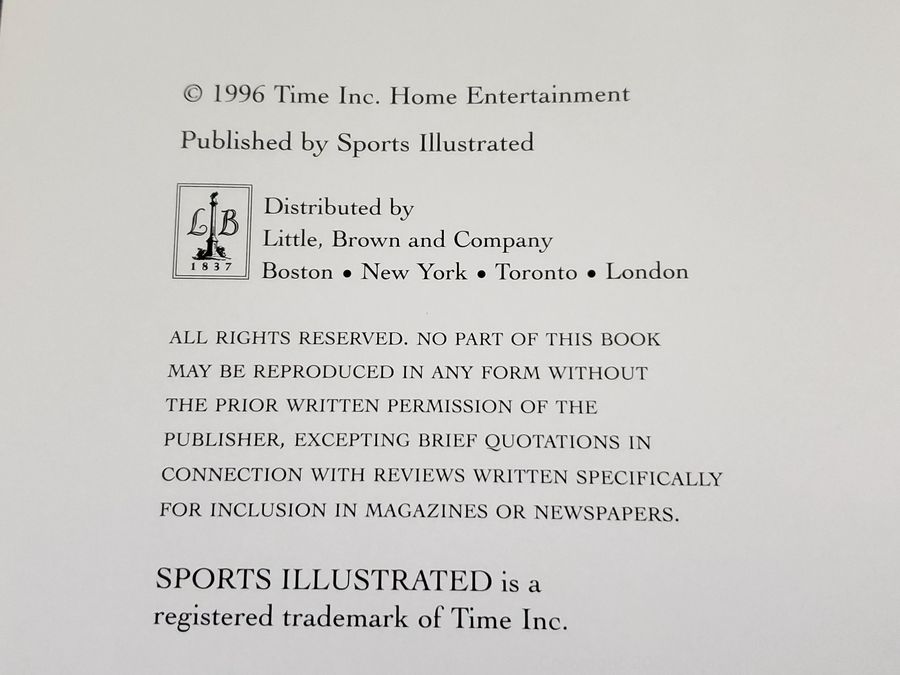 © 1996 Time Inc. Home Entertainment
Published by Sports Illustrated
L B
1837
Distributed by
Little, Brown and Company
Boston • New York • Toronto • London
ALL RIGHTS RESERVED. NO PART OF THIS BOOK
MAY BE REPRODUCED IN ANY FORM WITHOUT
THE PRIOR WRITTEN PERMISSION OF THE
PUBLISHER, EXCEPTING BRIEF QUOTATIONS IN
CONNECTION WITH REVIEWS WRITTEN SPECIFICALLY
FOR INCLUSION IN MAGAZINES OR NEWSPAPERS.
SPORTS ILLUSTRATED is a
registered trademark of Time Inc.